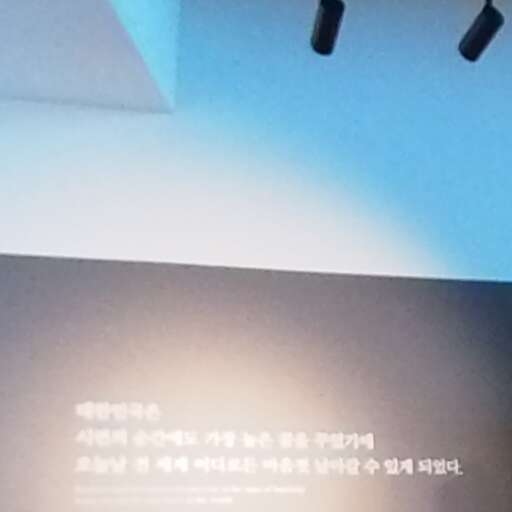 대한민국은
시련의 순간에도 가장 높은 꿈을 꾸었기에
오늘날 전 세계 어디로든 마음껏 날아갈 수 있게 되었다.